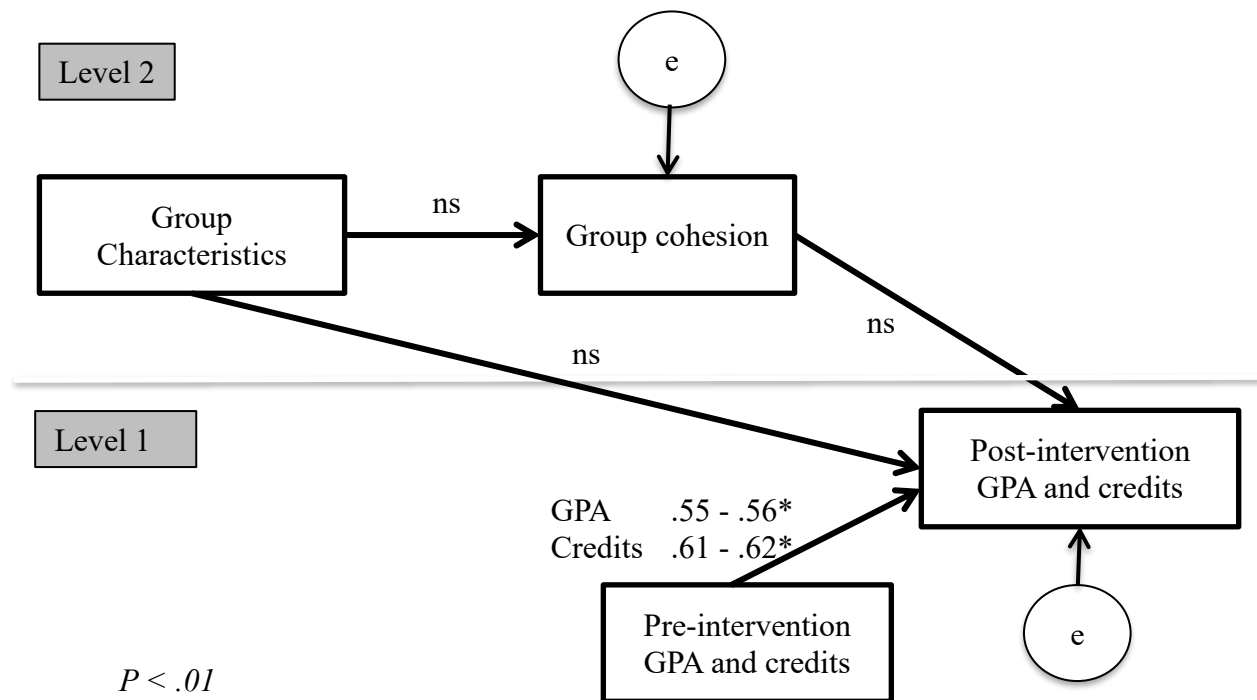 Level 2
e
Group
Characteristics
ns
Group cohesion
ns
ns
Level 1
Post-intervention
GPA and credits
GPA .55 - .56*
Credits .61 - .62*
Pre-intervention
GPA and credits
e
P < .01